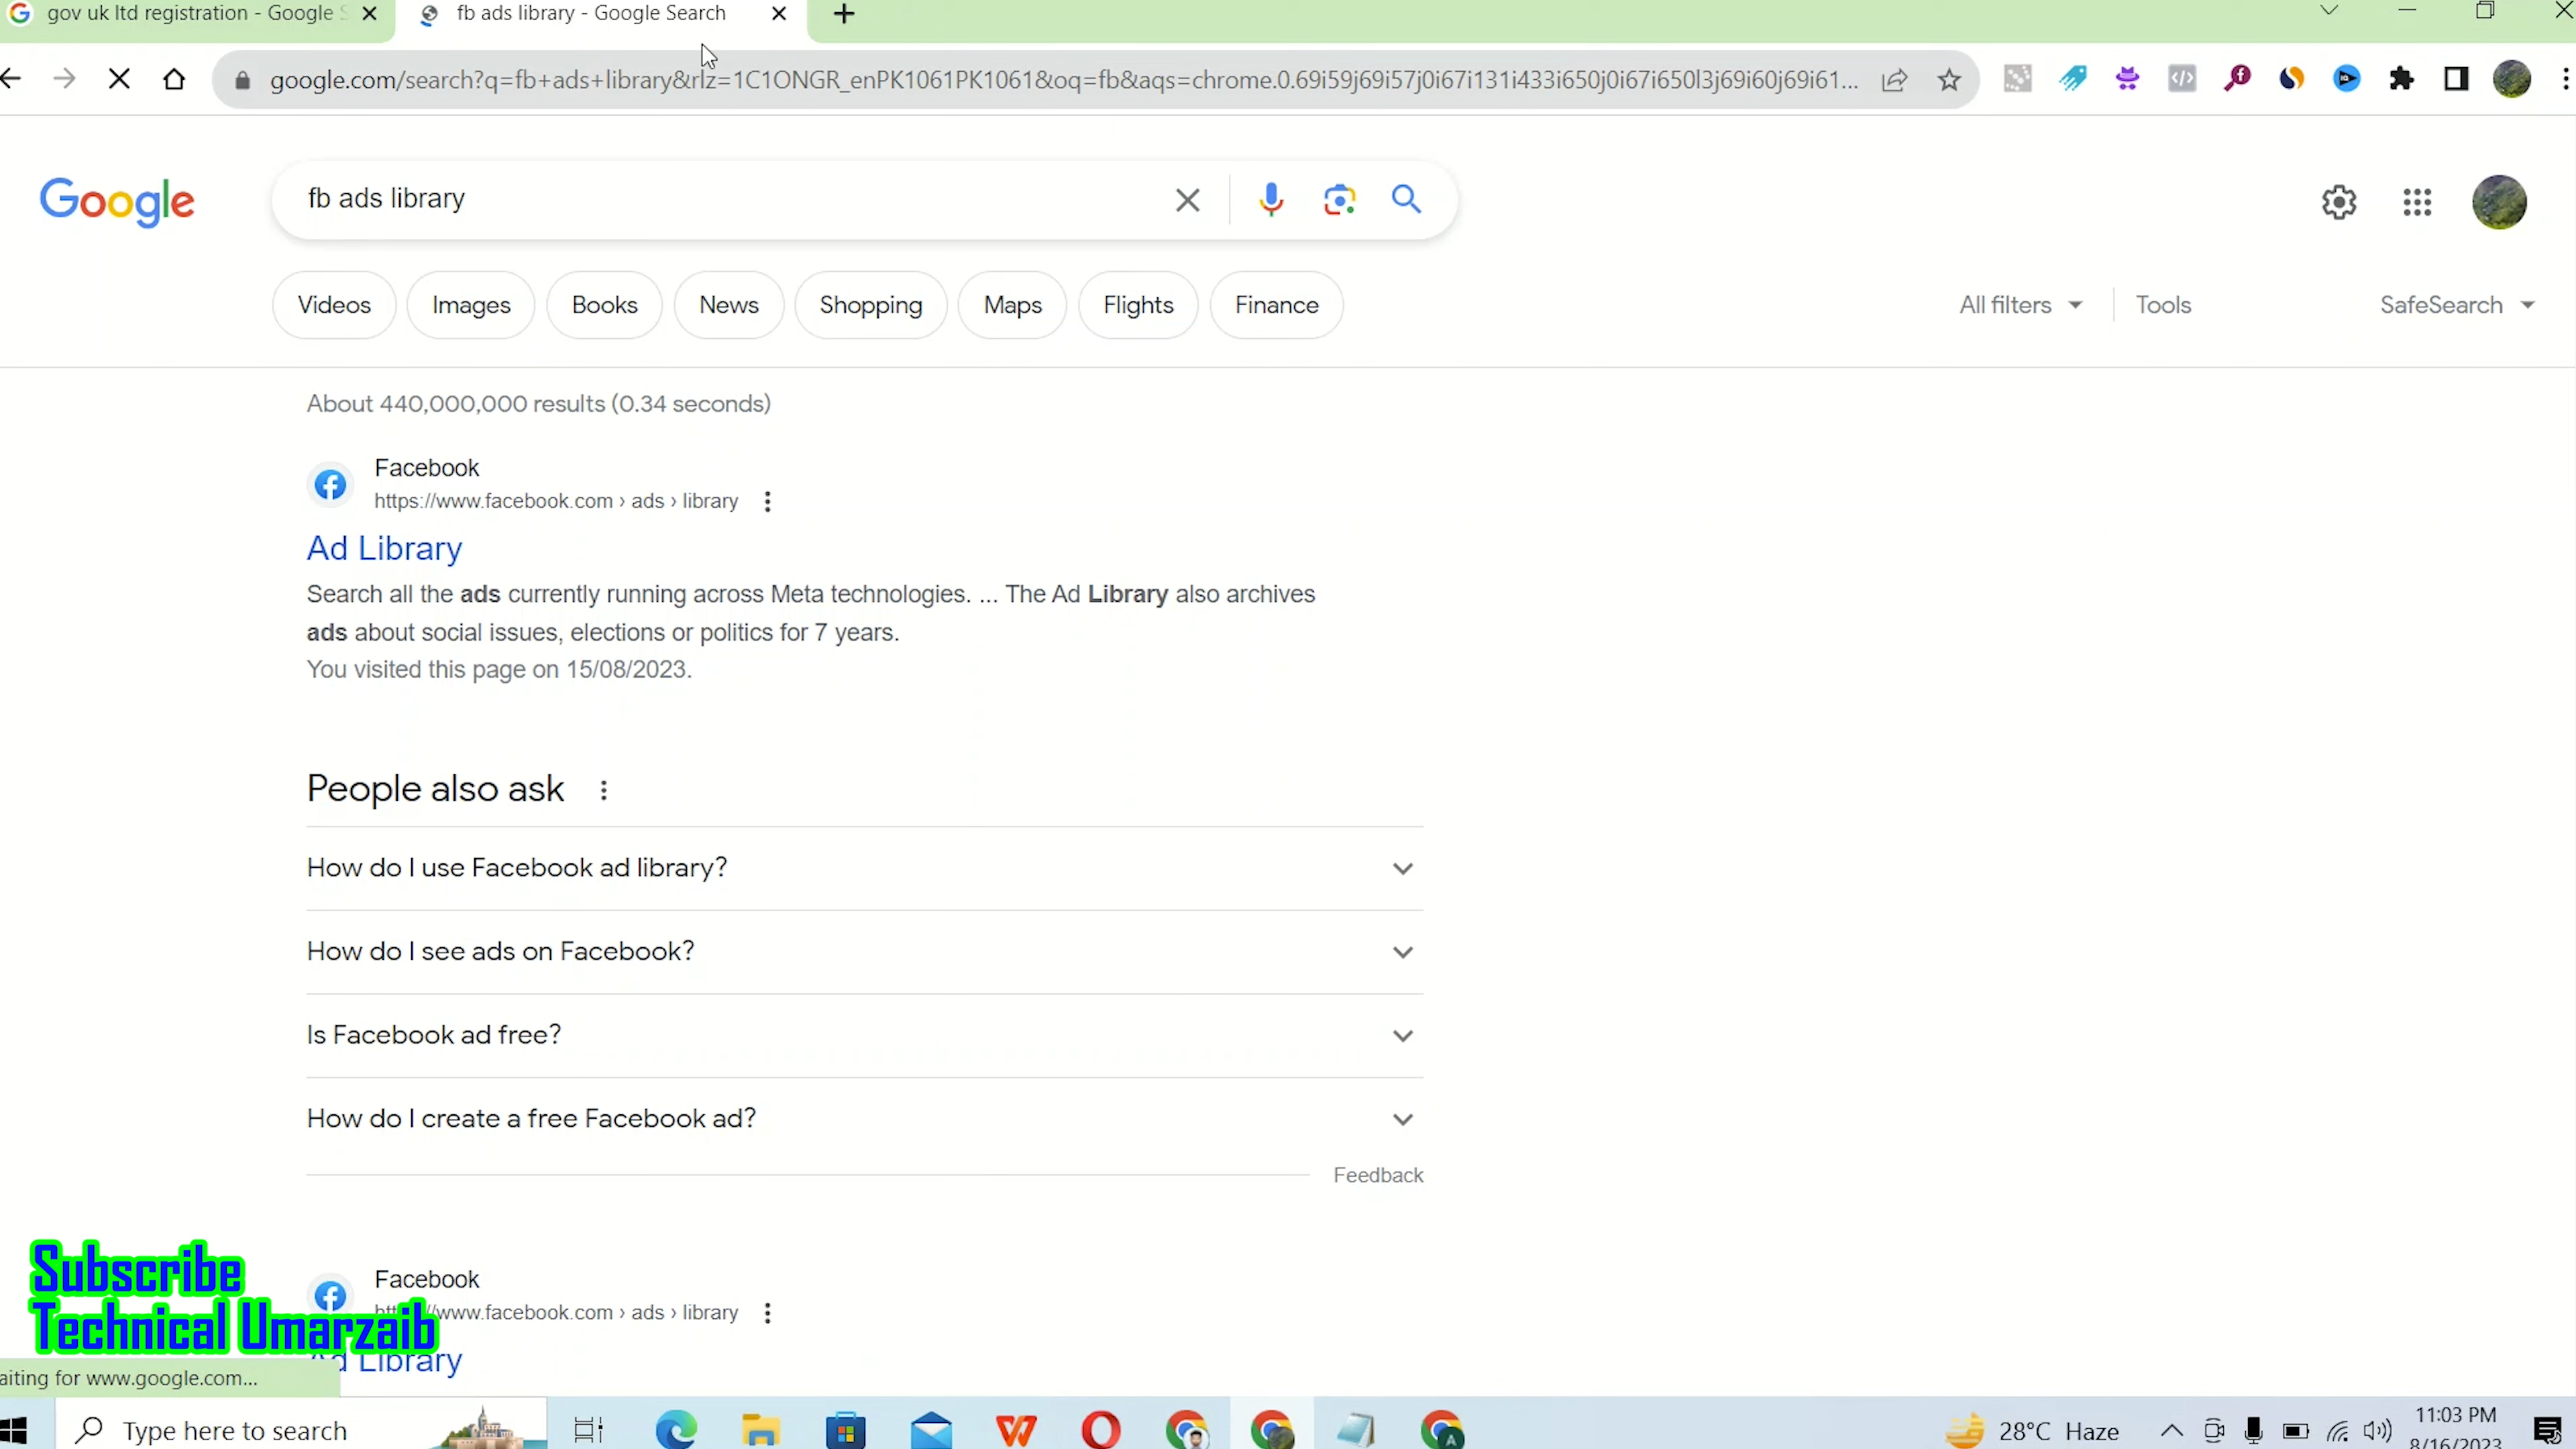 gov uk ltd registration - Google S
fb ads library - Google Search
google.com/search?q=fb+ads+library&rlz=1C1ONGR_enPK1061PK1061&oq=fb&aqs=chrome.0.69i59j69i57j0i67i131i433i650j0i67i650l3j69i60j69i61...
Google
fb ads library
Videos
Images
Books
News
Shopping
Maps
Flights
Finance
All filters
Tools
SafeSearch
About 440,000,000 results (0.34 seconds)
Facebook
https://www.facebook.com › ads › library
Ad Library
Search all the ads currently running across Meta technologies. ... The Ad Library also archives
ads about social issues, elections or politics for 7 years.
You visited this page on 15/08/2023.
People also ask
How do I use Facebook ad library?
How do I see ads on Facebook?
Is Facebook ad free?
How do I create a free Facebook ad?
Feedback
Subscribe
Technical Umarzaib
Facebook
www.facebook.com › ads › library
Ad Library
aiting for www.google.com...
Type here to search
28°C Haze
11:03 PM
8/16/2023